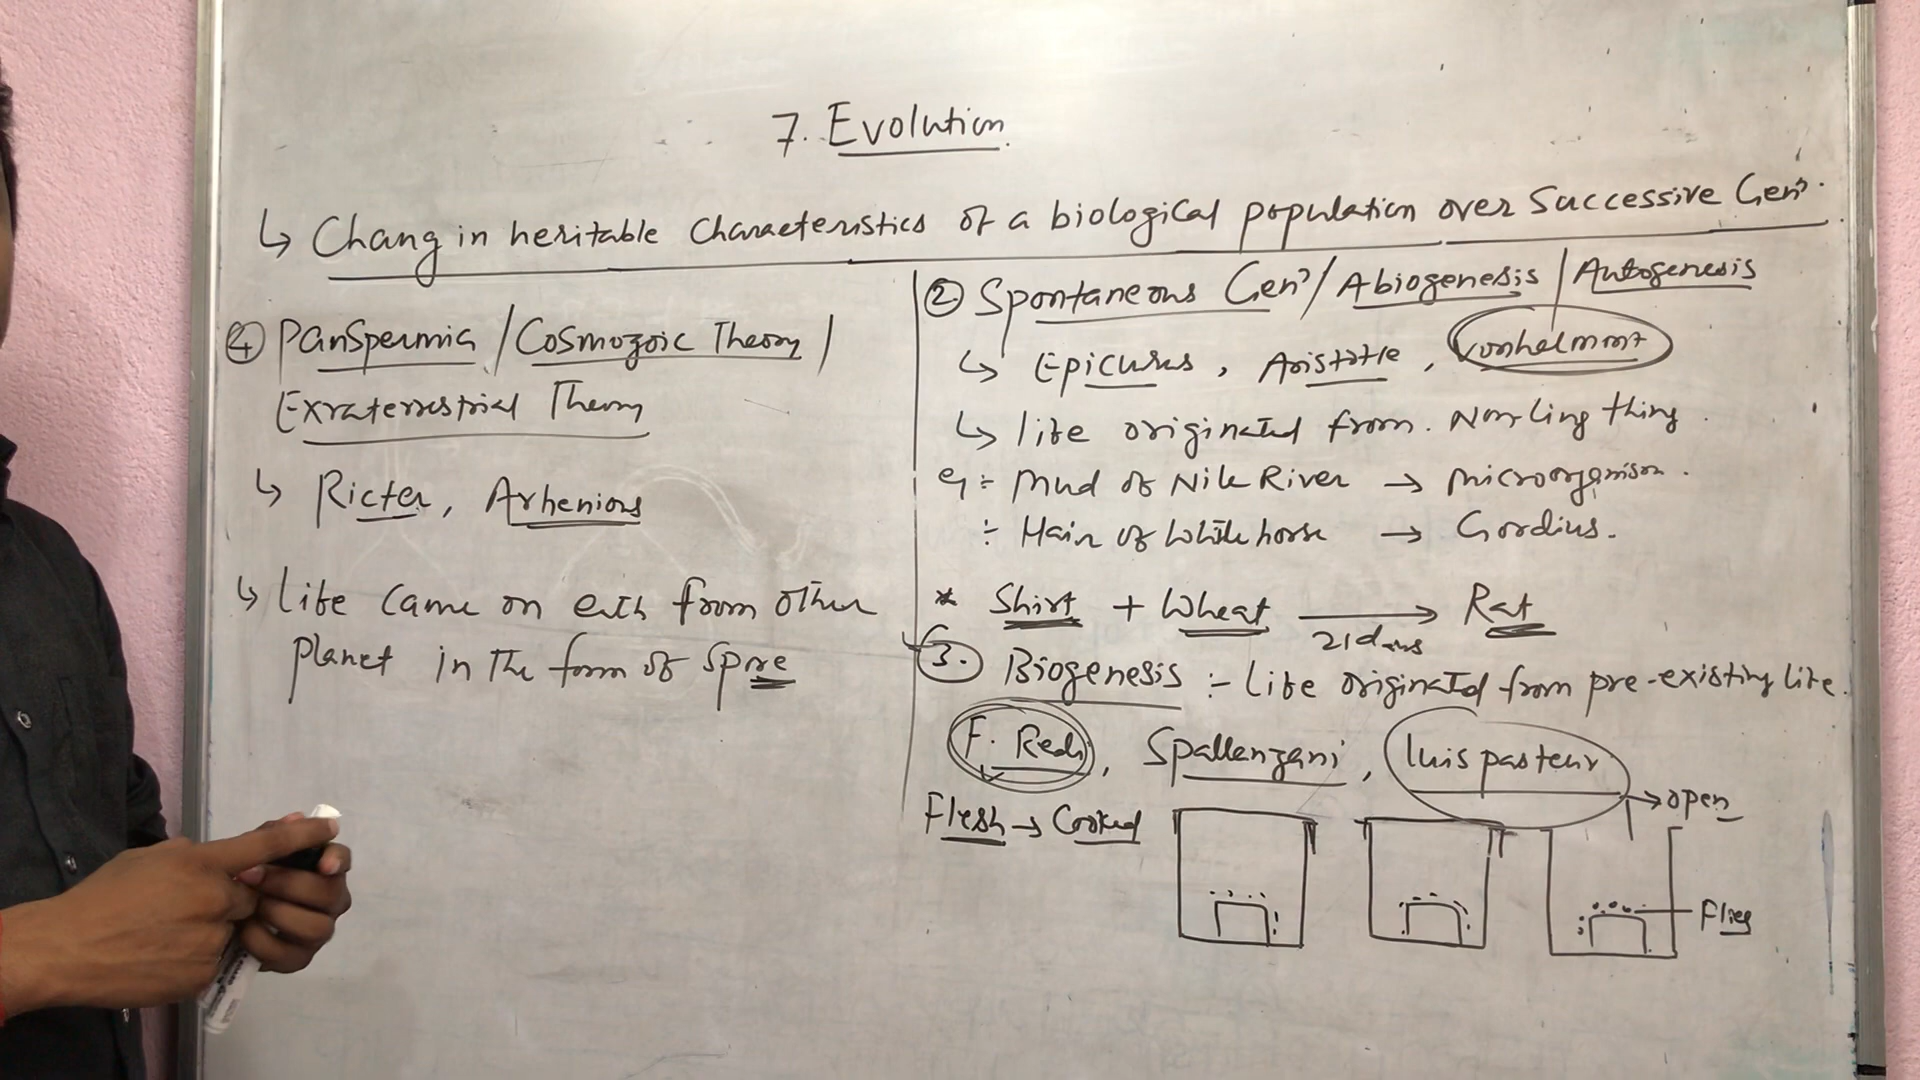 7. Evolution
↳ Chang in heritable characteristics of a biological population over Successive Genⁿ.
④ Panspermia / Cosmozoic Theory /
Exraterrestrial Theory
↳ Ricter, Arhenious
↳ Life came on eath from other
Planet in the form of spore
② Spontaneous Genⁿ / Abiogenesis / Autogenesis
↳ Epicurus, Aristotle, Vonhelmont
↳ life originated from. Non-ling thing.
eg ÷ Mud of Nile River → Microorganism.
÷ Hair of White horse → Gordius.
* Shirt + Wheat → Rat
21 days
3. Biogenesis :- Life originated from pre-existing life.
F. Redi, Spallenzani, luis pasteur
Flesh → Cooked
→ open
Flies